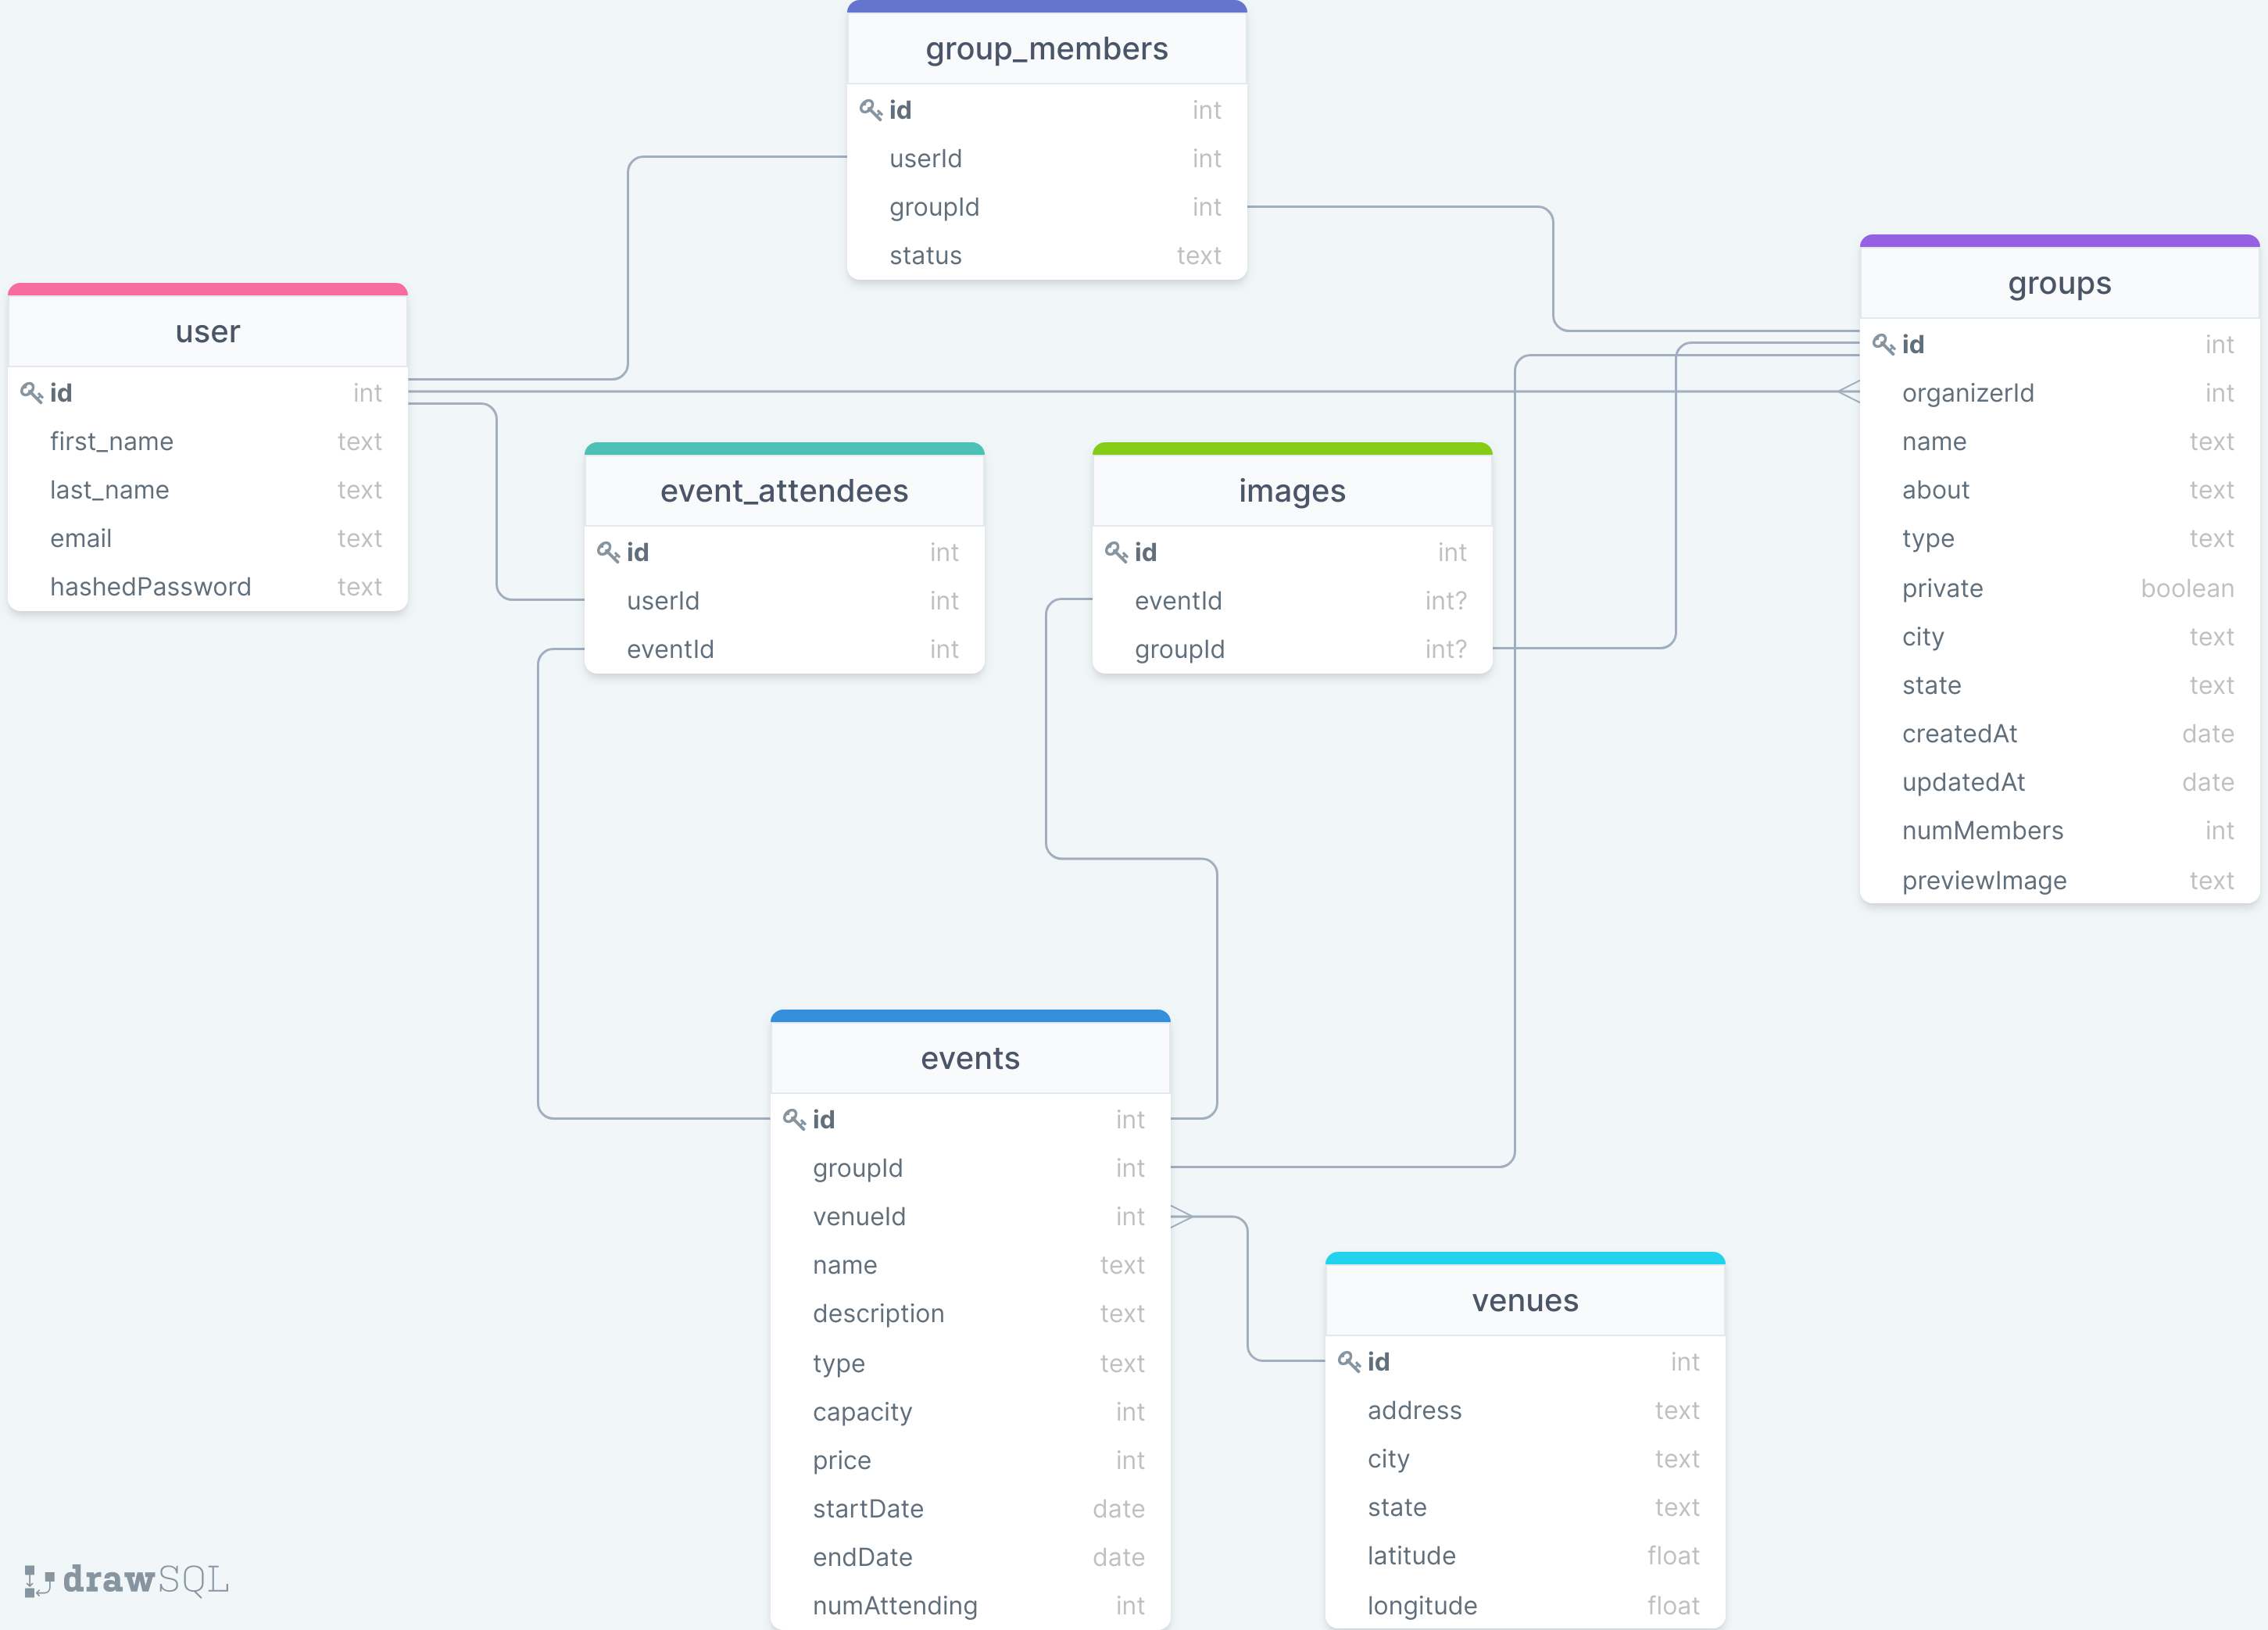 group_members
id int
userId int
groupId int
status text
user
id int
first_name text
last_name text
email text
hashedPassword text
groups
id int
organizerId int
name text
about text
type text
private boolean
city text
state text
createdAt date
updatedAt date
numMembers int
previewImage text
event_attendees
id int
userId int
eventId int
images
id int
eventId int?
groupId int?
events
id int
groupId int
venueId int
name text
description text
type text
capacity int
price int
startDate date
endDate date
numAttending int
venues
id int
address text
city text
state text
latitude float
longitude float
drawSQL